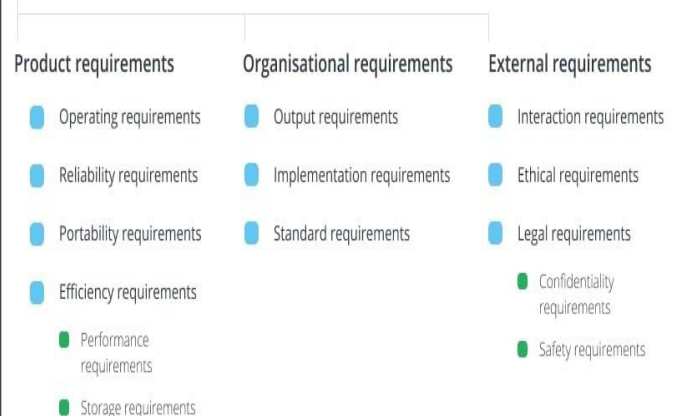 Product requirements
Operating requirements
Reliability requirements
Portability requirements
Efficiency requirements
Performance
requirements
Storage requirements
Organisational requirements
Output requirements
Implementation requirements
Standard requirements
External requirements
Interaction requirements
Ethical requirements
Legal requirements
Confidentiality
requirements
Safety requirements